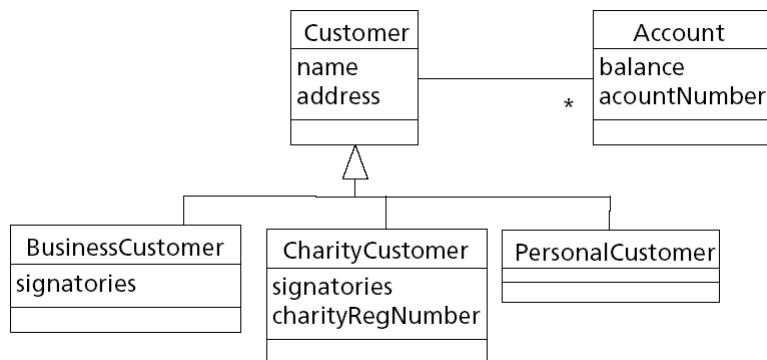 Customer
name
address
Account
balance
acountNumber
*
BusinessCustomer
signatories
CharityCustomer
signatories
charityRegNumber
PersonalCustomer